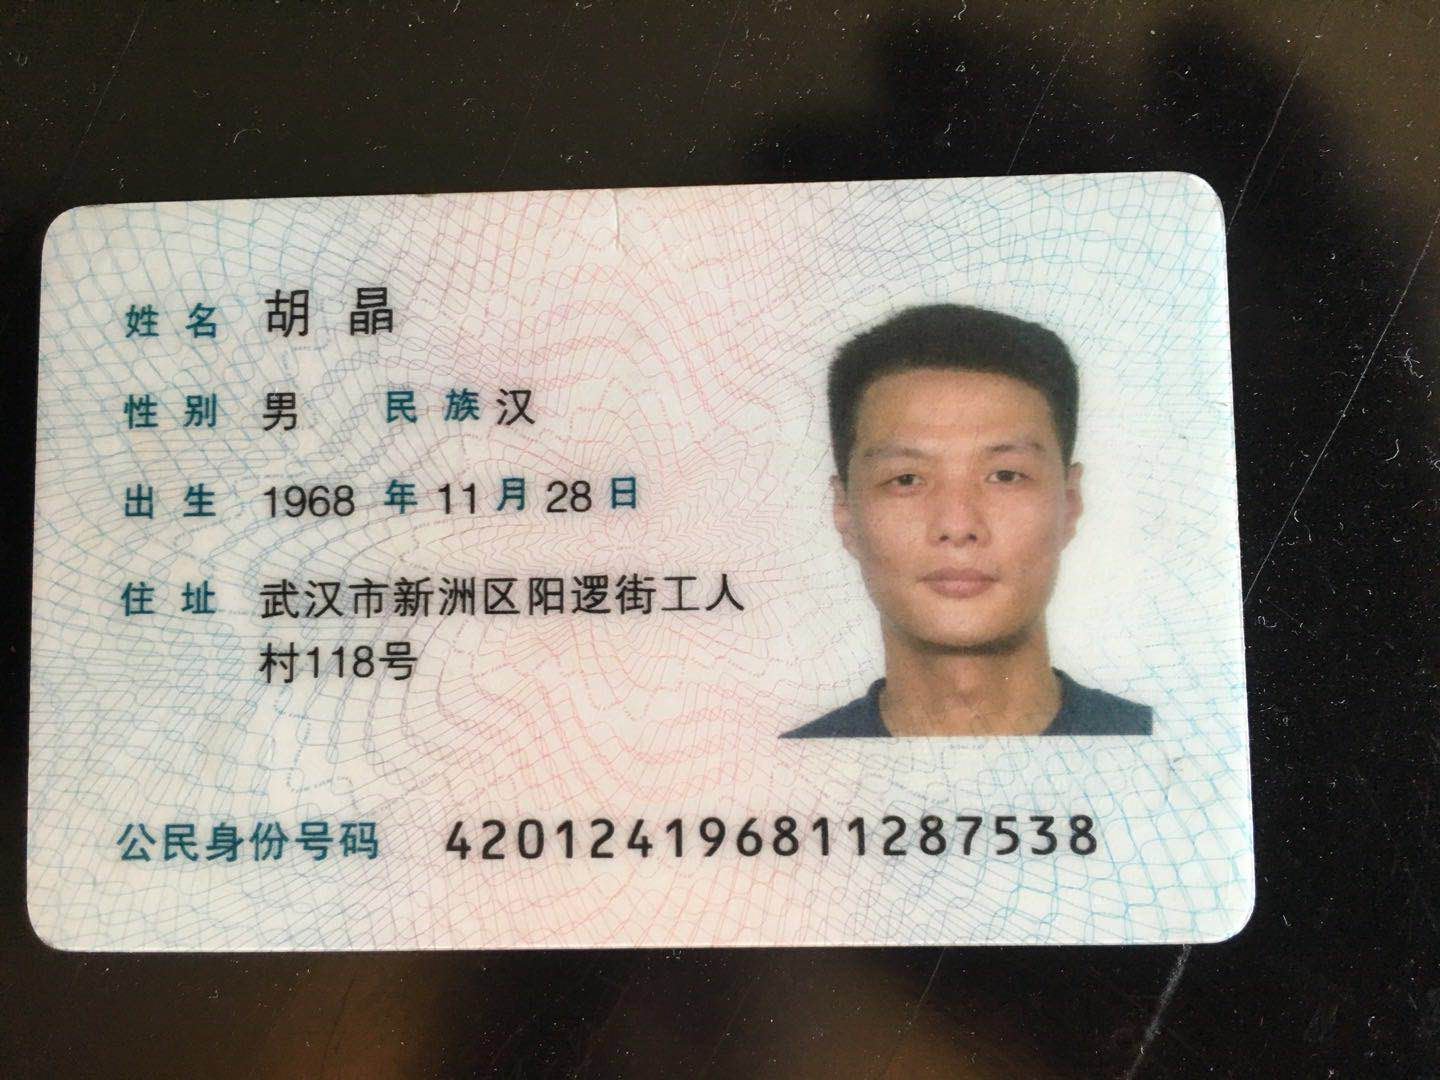 姓名 胡晶
性别 男 民族 汉
出生 1968 年 11 月 28 日
住址 武汉市新洲区阳逻街工人
村118号
公民身份号码 420124196811287538